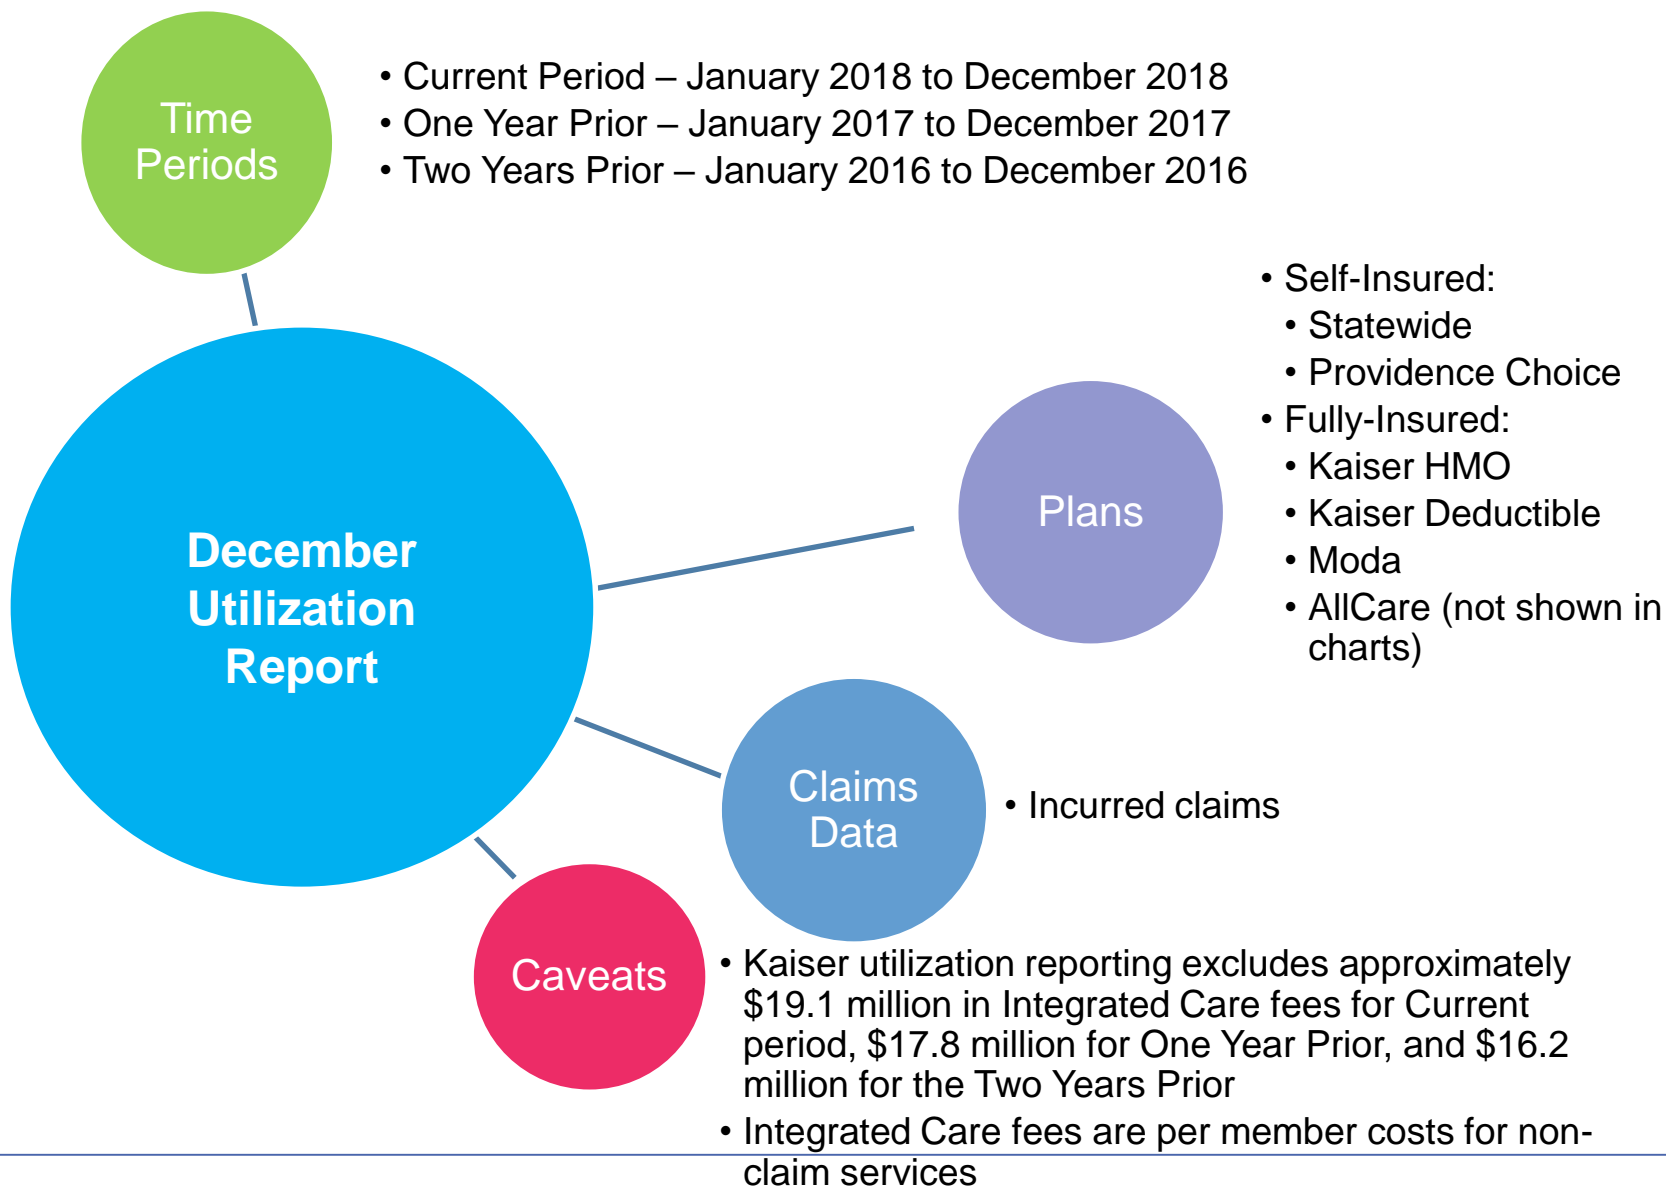 Time
Periods
• Current Period – January 2018 to December 2018
• One Year Prior – January 2017 to December 2017
• Two Years Prior – January 2016 to December 2016
December
Utilization
Report
Plans
• Self-Insured:
• Statewide
• Providence Choice
• Fully-Insured:
• Kaiser HMO
• Kaiser Deductible
• Moda
• AllCare (not shown in
charts)
Claims
Data
• Incurred claims
Caveats
• Kaiser utilization reporting excludes approximately
$19.1 million in Integrated Care fees for Current
period, $17.8 million for One Year Prior, and $16.2
million for the Two Years Prior
• Integrated Care fees are per member costs for non-
claim services